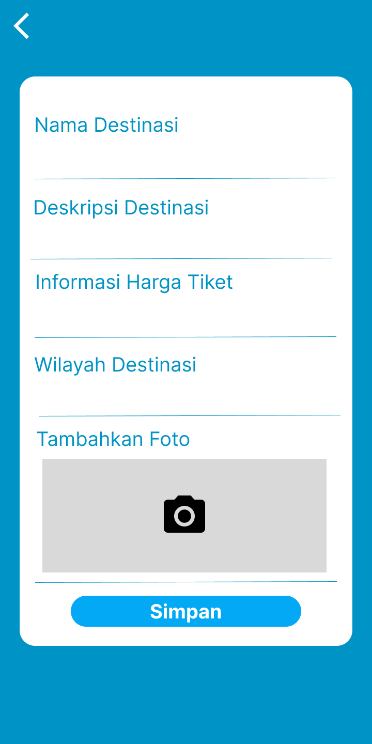 Nama Destinasi
Deskripsi Destinasi
Informasi Harga Tiket
Wilayah Destinasi
Tambahkan Foto
Simpan